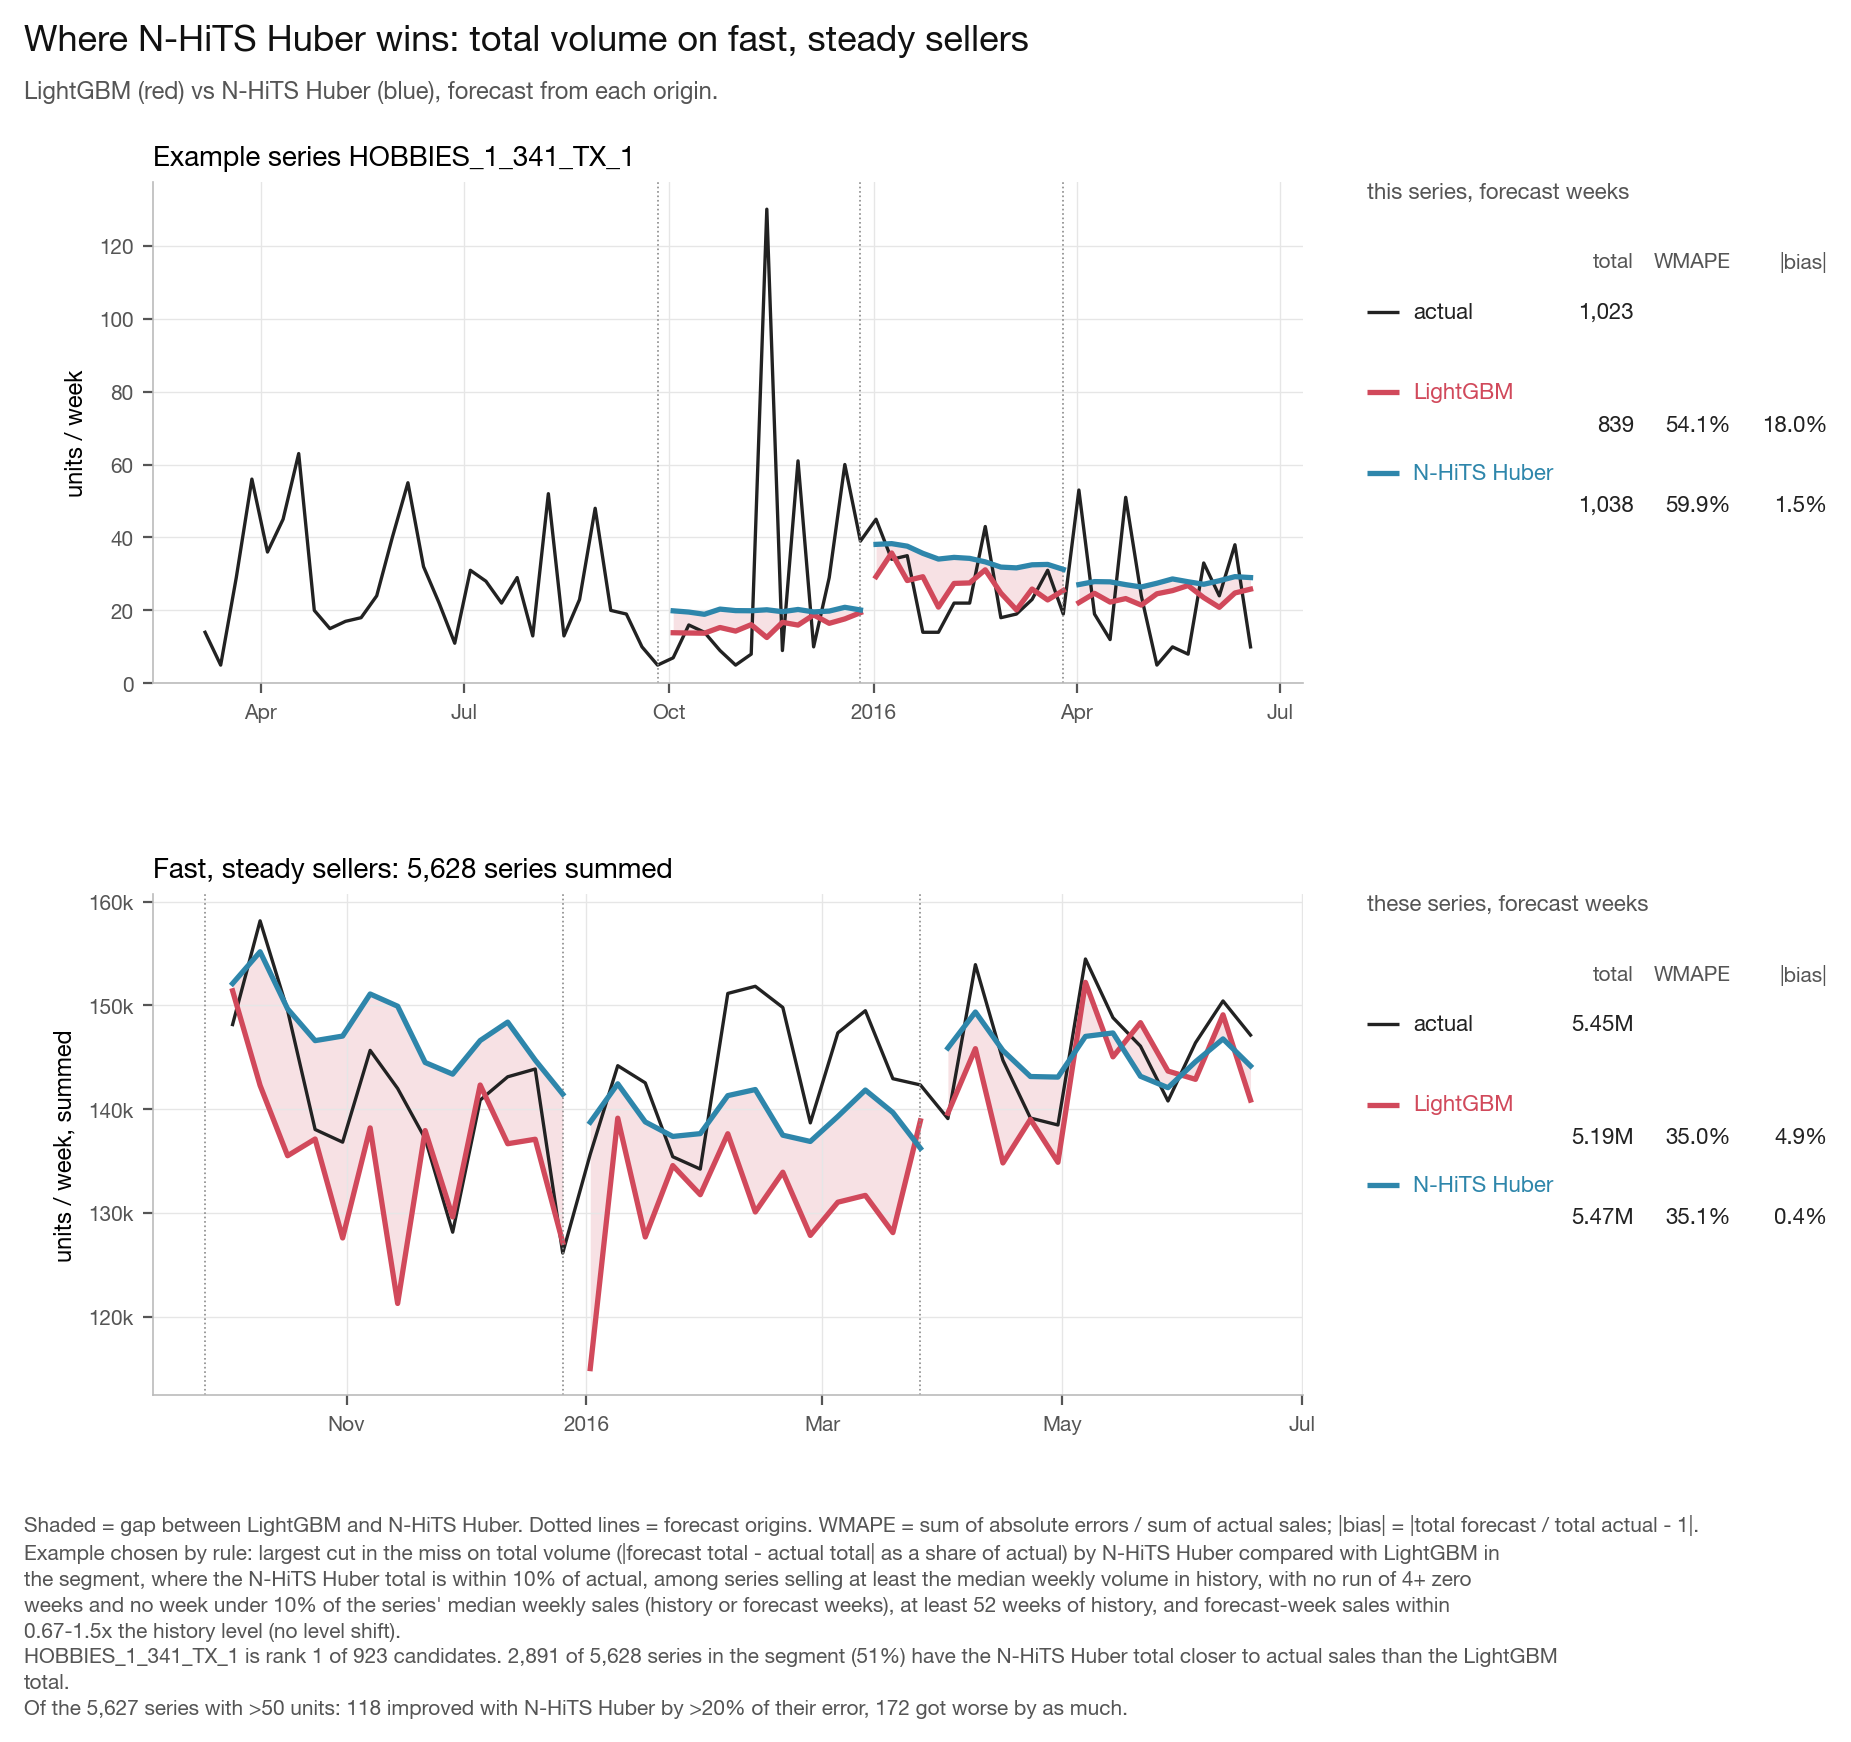 Where N-HiTS Huber wins: total volume on fast, steady sellers
LightGBM (red) vs N-HiTS Huber (blue), forecast from each origin.
Example series HOBBIES_1_341_TX_1
units / week
120
100
80
60
40
20
0
Apr
Jul
Oct
2016
Apr
Jul
this series, forecast weeks
total WMAPE |bias|
actual 1,023
LightGBM
839 54.1% 18.0%
N-HiTS Huber
1,038 59.9% 1.5%
Fast, steady sellers: 5,628 series summed
units / week, summed
160k
150k
140k
130k
120k
Nov
2016
Mar
May
Jul
these series, forecast weeks
total WMAPE |bias|
actual 5.45M
LightGBM
5.19M 35.0% 4.9%
N-HiTS Huber
5.47M 35.1% 0.4%
Shaded = gap between LightGBM and N-HiTS Huber. Dotted lines = forecast origins. WMAPE = sum of absolute errors / sum of actual sales; |bias| = |total forecast / total actual - 1|.
Example chosen by rule: largest cut in the miss on total volume (|forecast total - actual total| as a share of actual) by N-HiTS Huber compared with LightGBM in
the segment, where the N-HiTS Huber total is within 10% of actual, among series selling at least the median weekly volume in history, with no run of 4+ zero
weeks and no week under 10% of the series' median weekly sales (history or forecast weeks), at least 52 weeks of history, and forecast-week sales within
0.67-1.5x the history level (no level shift).
HOBBIES_1_341_TX_1 is rank 1 of 923 candidates. 2,891 of 5,628 series in the segment (51%) have the N-HiTS Huber total closer to actual sales than the LightGBM
total.
Of the 5,627 series with >50 units: 118 improved with N-HiTS Huber by >20% of their error, 172 got worse by as much.